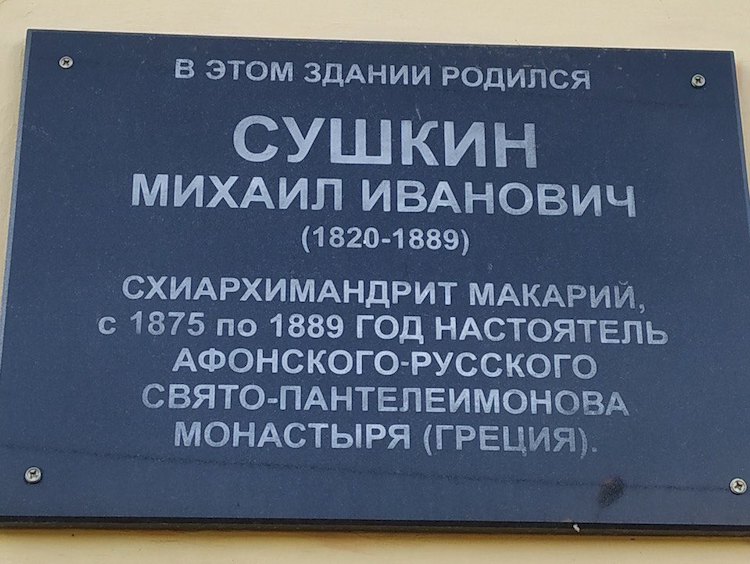 В ЭТОМ ЗДАНИИ РОДИЛСЯ
СУШКИН
МИХАИЛ ИВАНОВИЧ
(1820-1889)
СХИАРХИМАНДРИТ МАКАРИЙ,
с 1875 по 1889 ГОД НАСТОЯТЕЛЬ
АФОНСКОГО-РУССКОГО
СВЯТО-ПАНТЕЛЕИМОНОВА
МОНАСТЫРЯ (ГРЕЦИЯ).